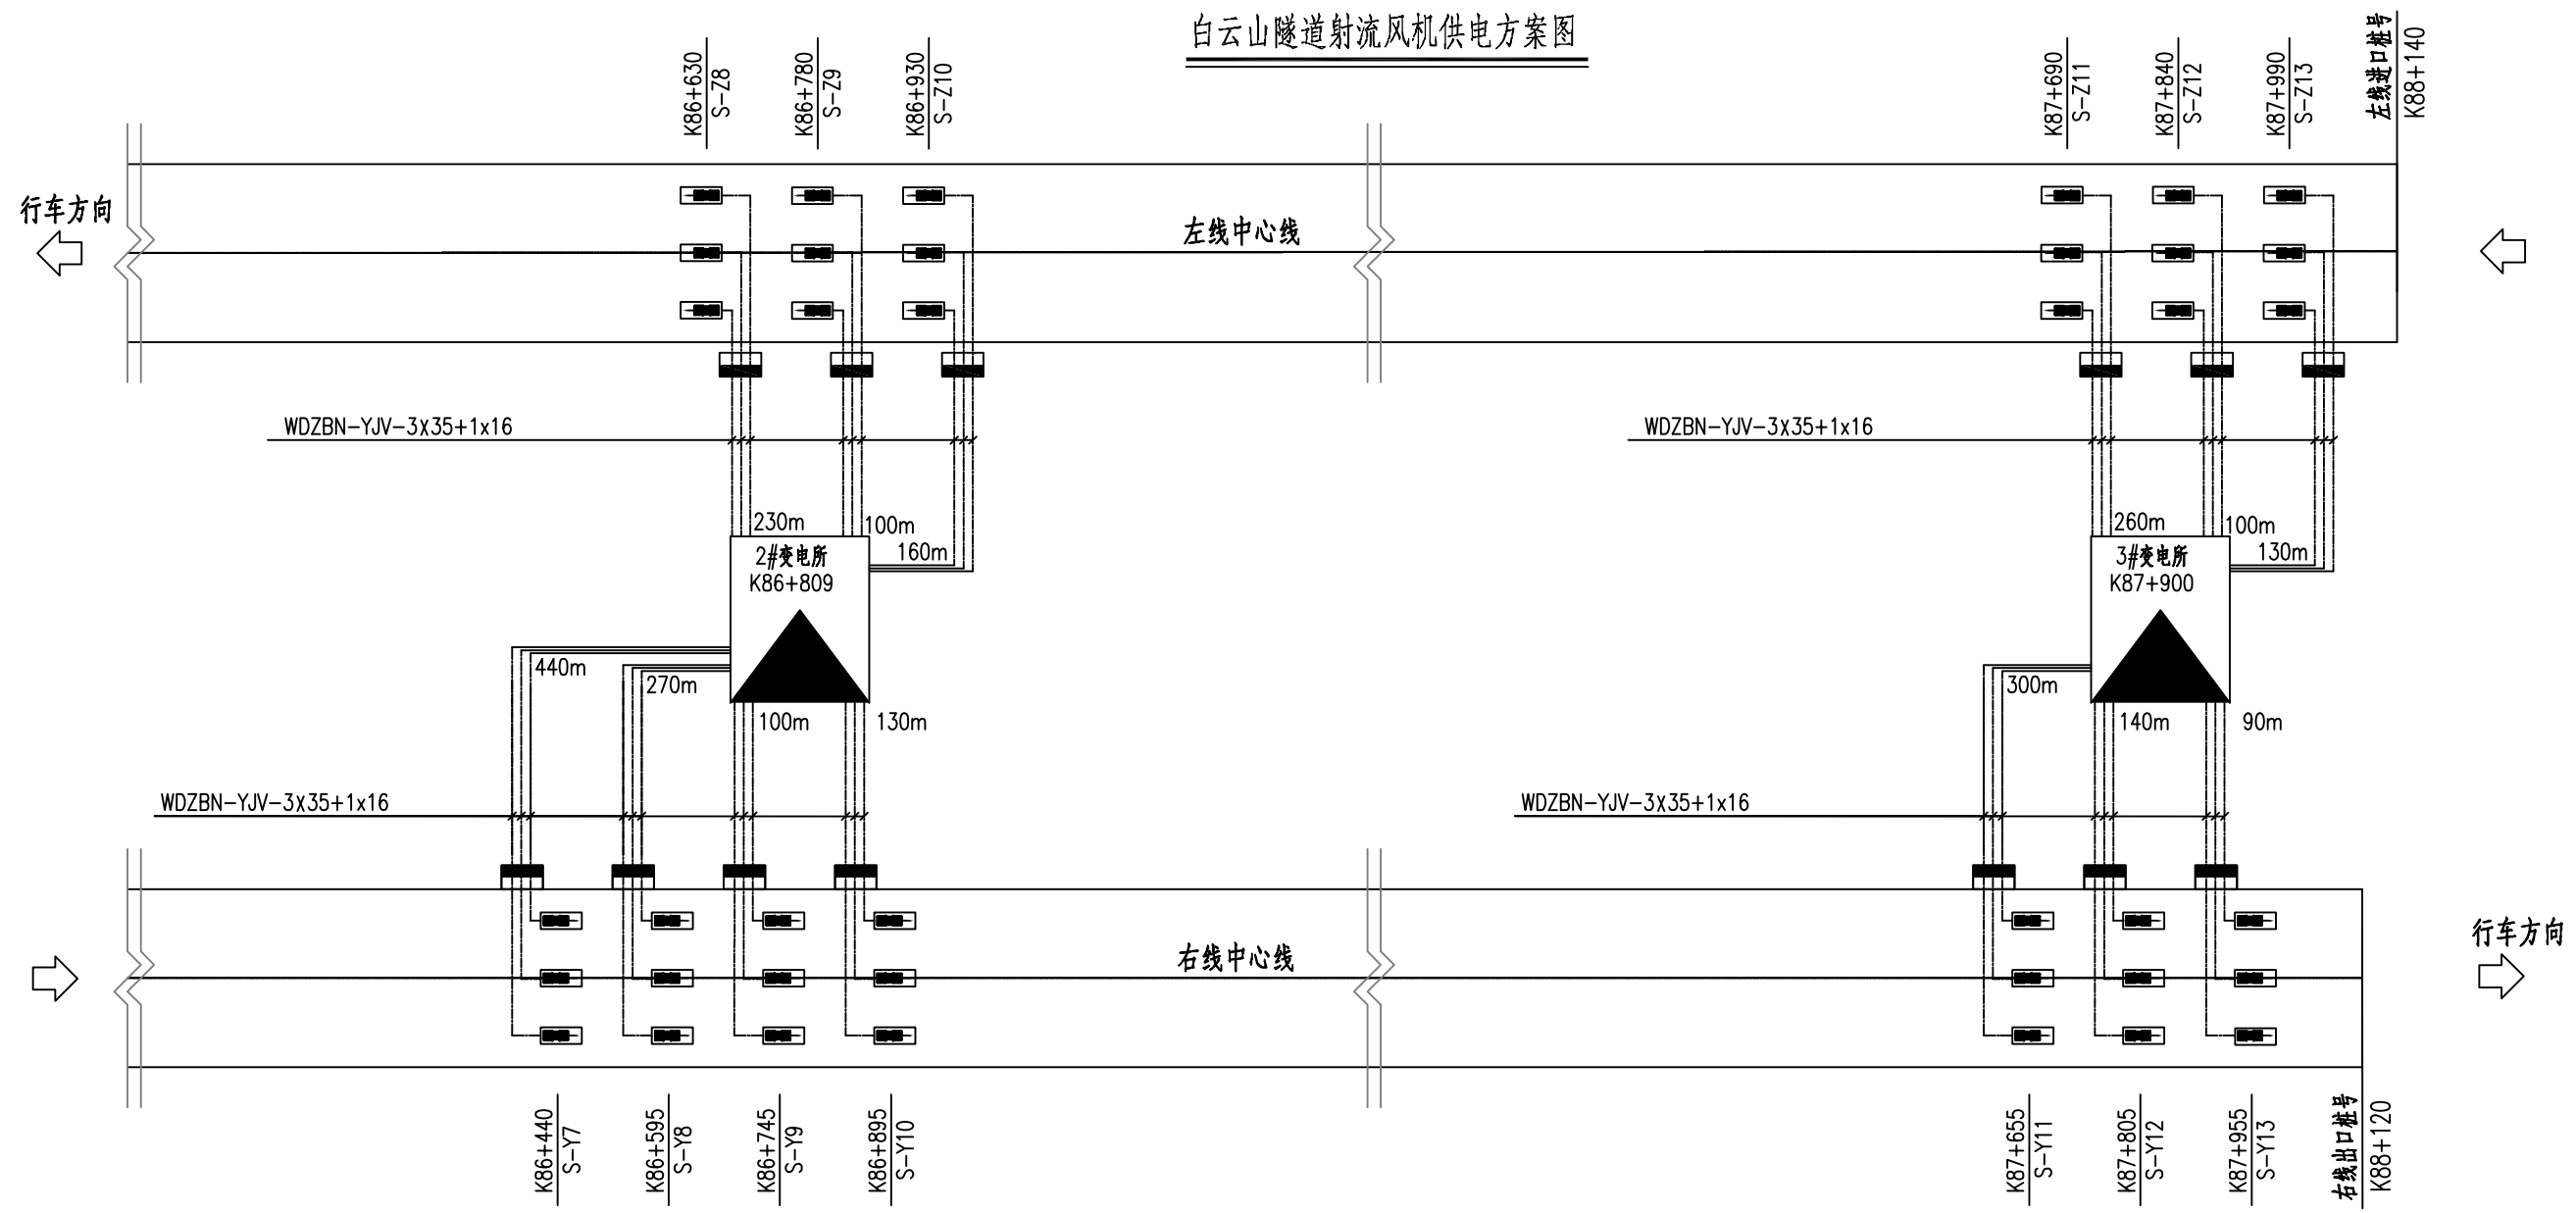 白云山隧道射流风机供电方案图
K86+630
S-Z8
K86+780
S-Z9
K86+930
S-Z10
K87+690
S-Z11
K87+840
S-Z12
K87+990
S-Z13
左线进口桩号
K88+140
行车方向
左线中心线
WDZBN-YJV-3x35+1x16
WDZBN-YJV-3x35+1x16
230m
100m
160m
2#变电所
K86+809
260m
100m
130m
3#变电所
K87+900
440m
270m
100m
130m
300m
140m
90m
WDZBN-YJV-3x35+1x16
WDZBN-YJV-3x35+1x16
右线中心线
行车方向
K86+440
S-Y7
K86+595
S-Y8
K86+745
S-Y9
K86+895
S-Y10
K87+655
S-Y11
K87+805
S-Y12
K87+955
S-Y13
右线出口桩号
K88+120